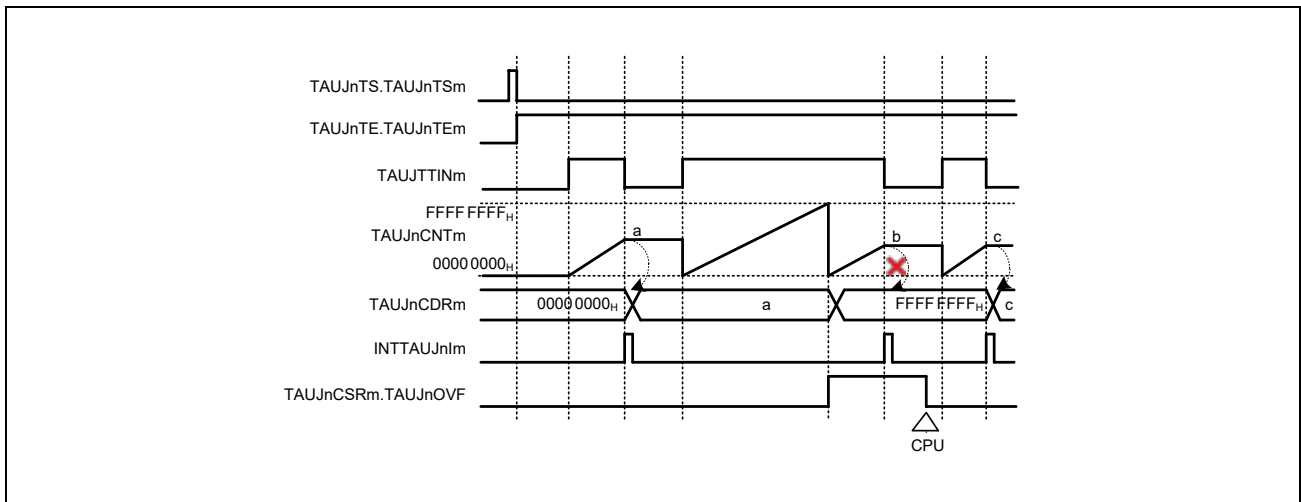 TAUJnTS.TAUJnTSm
TAUJnTE.TAUJnTEm
TAUJTTINm
FFFF FFFFH
TAUJnCNTm
0000 0000H
a
b
c
TAUJnCDRm
0000 0000H
a
FFFF FFFFH
c
INTTAUJnIm
TAUJnCSRm.TAUJnOVF
CPU